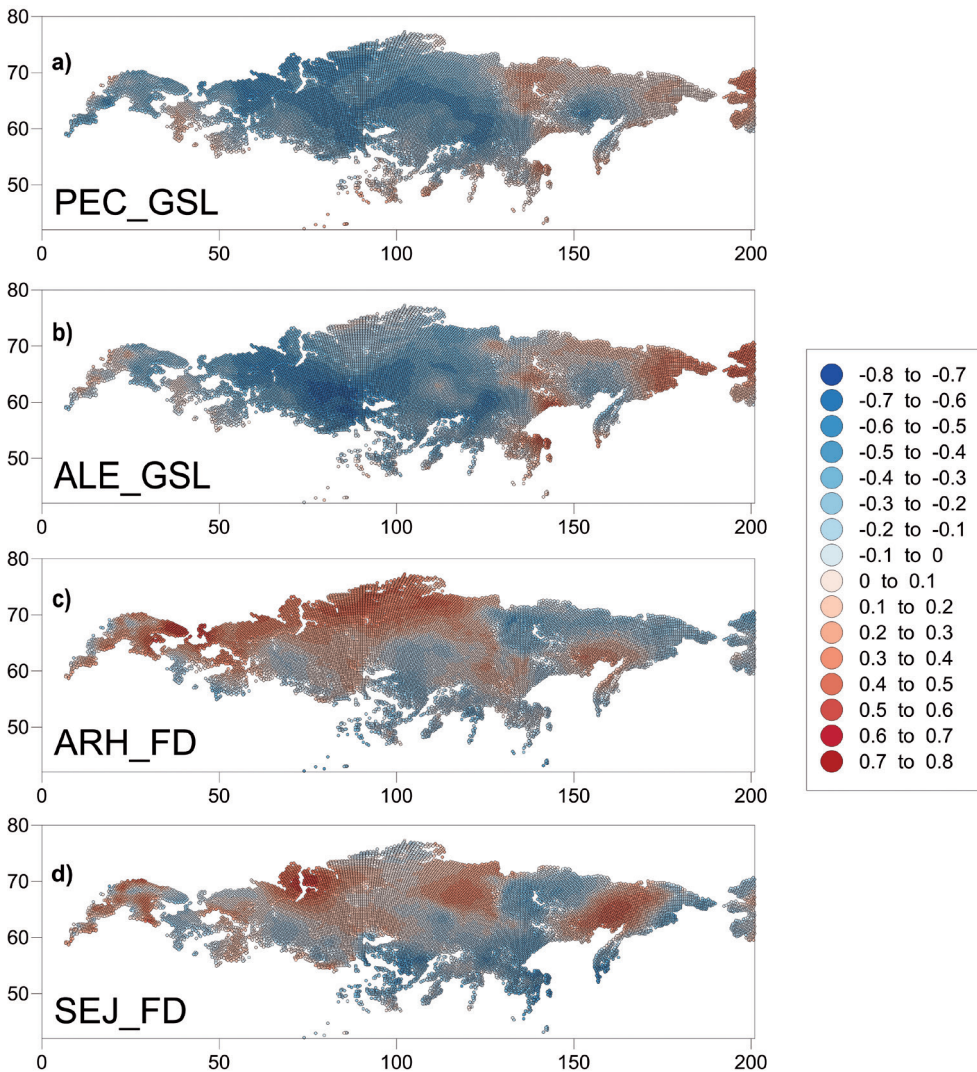 80
a)
70
60
50
PEC_GSL
0 50 100 150 200
80
b)
70
60
50
ALE_GSL
0 50 100 150 200
80
c)
70
60
50
ARH_FD
0 50 100 150 200
80
d)
70
60
50
SEJ_FD
0 50 100 150 200
-0.8 to -0.7
-0.7 to -0.6
-0.6 to -0.5
-0.5 to -0.4
-0.4 to -0.3
-0.3 to -0.2
-0.2 to -0.1
-0.1 to 0
0 to 0.1
0.1 to 0.2
0.2 to 0.3
0.3 to 0.4
0.4 to 0.5
0.5 to 0.6
0.6 to 0.7
0.7 to 0.8